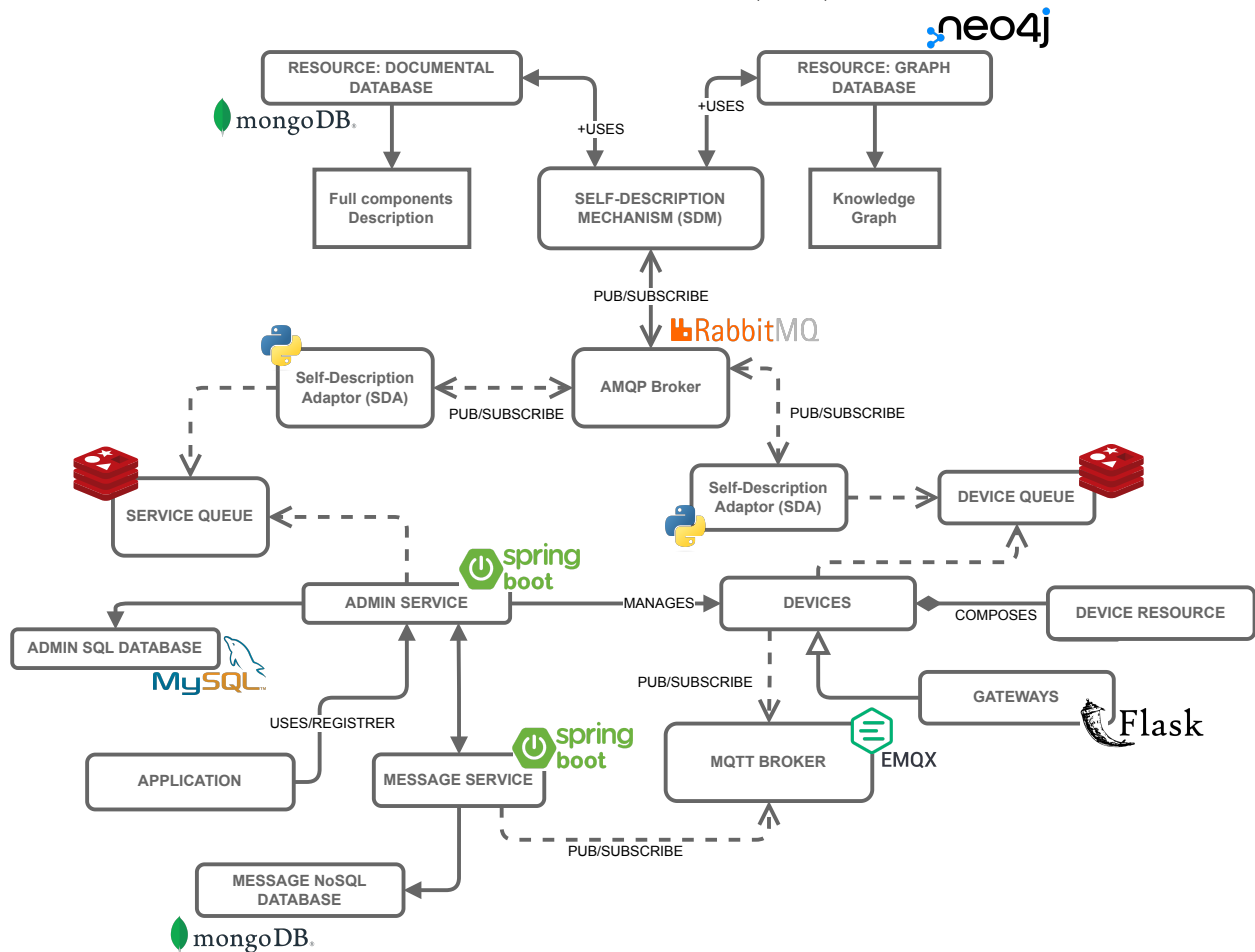 neo4j
RESOURCE: DOCUMENTAL
DATABASE
RESOURCE: GRAPH
DATABASE
mongoDB®
+USES
+USES
Full components
Description
SELF-DESCRIPTION
MECHANISM (SDM)
Knowledge
Graph
PUB/SUBSCRIBE
RabbitMQ
Self-Description
Adaptor (SDA)
AMQP Broker
PUB/SUBSCRIBE
PUB/SUBSCRIBE
SERVICE QUEUE
Self-Description
Adaptor (SDA)
DEVICE QUEUE
spring
boot
ADMIN SERVICE
MANAGES
DEVICES
COMPOSES
DEVICE RESOURCE
ADMIN SQL DATABASE
MySQL™
PUB/SUBSCRIBE
GATEWAYS
USES/REGISTRER
Flask
spring
boot
EMQX
APPLICATION
MESSAGE SERVICE
MQTT BROKER
PUB/SUBSCRIBE
MESSAGE NoSQL
DATABASE
mongoDB®